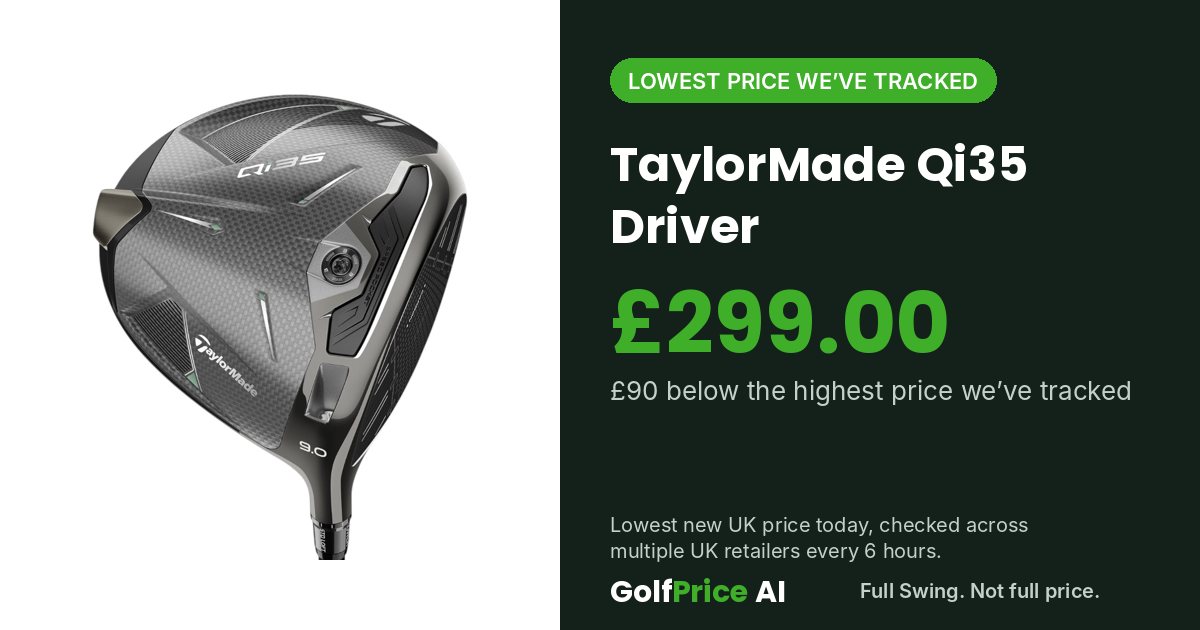 Qi35
TaylorMade
9.0
LOWEST PRICE WE’VE TRACKED
TaylorMade Qi35
Driver
£299.00
£90 below the highest price we’ve tracked
Lowest new UK price today, checked across
multiple UK retailers every 6 hours.
GolfPrice AI
Full Swing. Not full price.